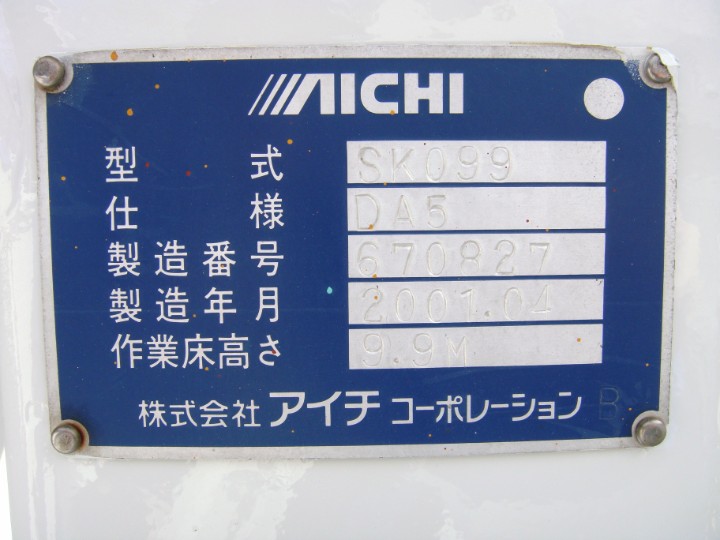 AICHI
型式 SK099
仕様 DA5
製造番号 670827
製造年月 2001.04
作業床高さ 9.9M
株式会社 アイチ コーポレーション B